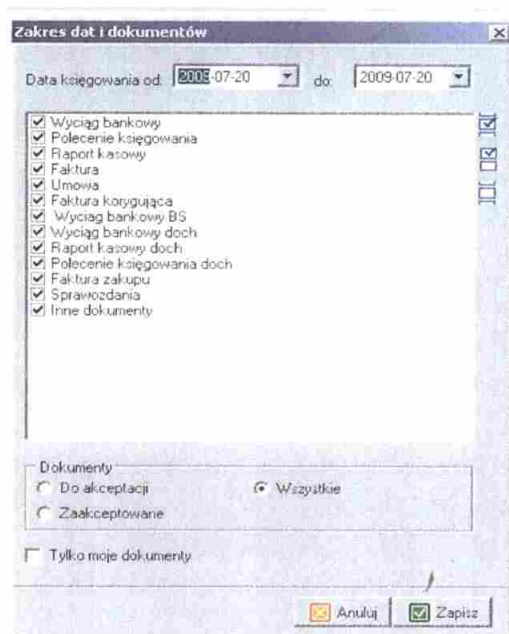 Zakres dat i dokumentów
Data księgowania od: 2009-07-20 do: 2009-07-20
Wyciąg bankowy
Polecenie księgowania
Raport kasowy
Faktura
Umowa
Faktura korygująca
Wyciąg bankowy BS
Wyciąg bankowy doch
Raport kasowy doch
Polecenie księgowania doch
Faktura zakupu
Sprawozdania
Inne dokumenty
Dokumenty
Do akceptacji Wszystkie
Zaakceptowane
Tylko moje dokumenty
Anuluj Zapisz